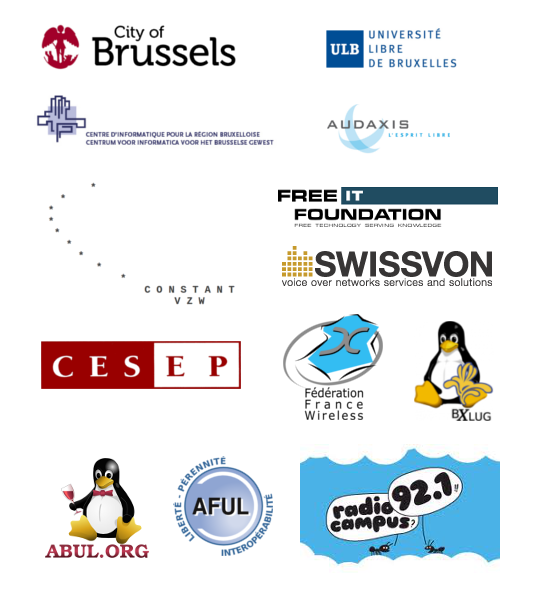 City of
Brussels
ULB
UNIVERSITÉ
LIBRE
DE BRUXELLES
CENTRE D'INFORMATIQUE POUR LA RÉGION BRUXELLOISE
CENTRUM VOOR INFORMATICA VOOR HET BRUSSELSE GEWEST
AUDAXIS
L'ESPRIT LIBRE
CONSTANT
VZW
FREE IT
FOUNDATION
FREE TECHNOLOGY SERVING KNOWLEDGE
SWISSVON
voice over networks services and solutions
CESEP
Fédération
France
Wireless
BXLUG
ABUL.ORG
LIBERTÉ - PÉRENNITÉ
AFUL
INTEROPÉRABILITÉ
radio 92.1
campus